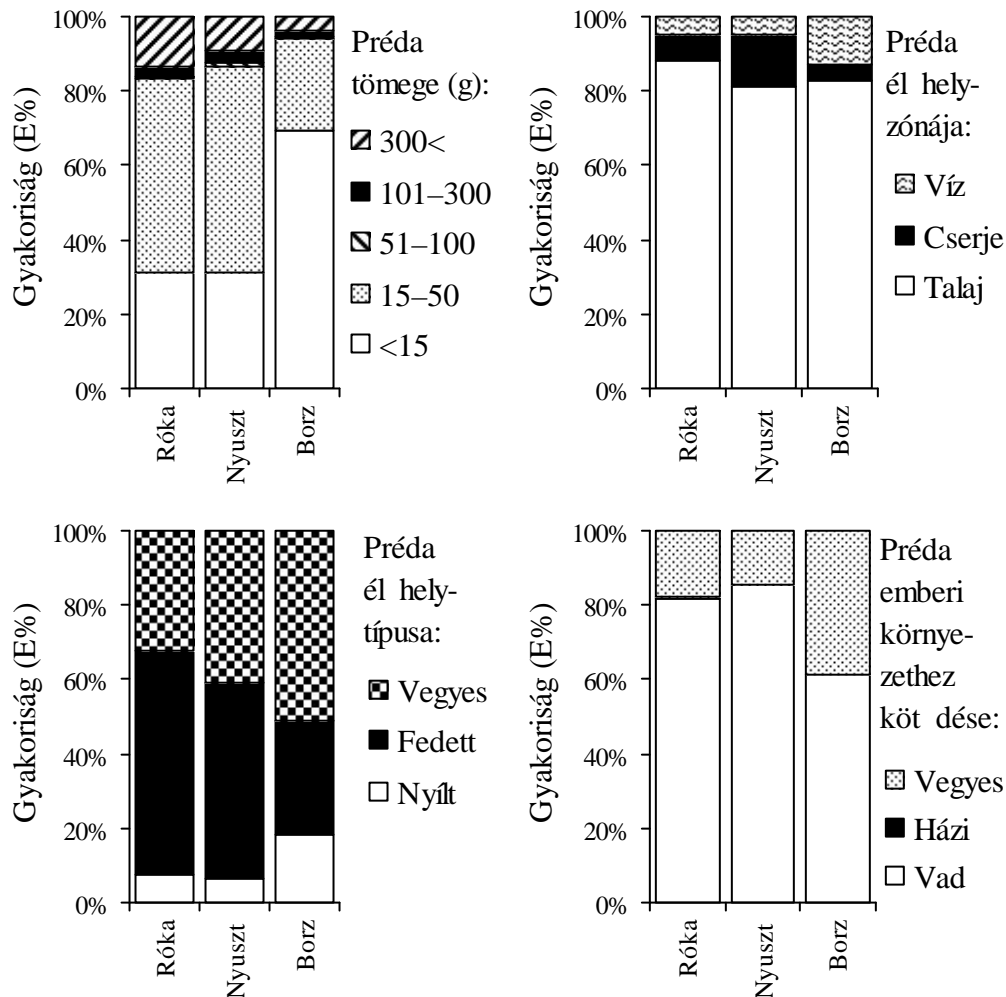 100%
80%
60%
40%
20%
0%
Gyakoriság (E%)
Róka
Nyuszt
Borz
Préda
tömege (g):
300<
101–300
51–100
15–50
<15
100%
80%
60%
40%
20%
0%
Gyakoriság (E%)
Róka
Nyuszt
Borz
Préda
él hely-
zónája:
Víz
Cserje
Talaj
100%
80%
60%
40%
20%
0%
Gyakoriság (E%)
Róka
Nyuszt
Borz
Préda
él hely-
típusa:
Vegyes
Fedett
Nyílt
100%
80%
60%
40%
20%
0%
Gyakoriság (E%)
Róka
Nyuszt
Borz
Préda
emberi
környe-
zethez
köt dése:
Vegyes
Házi
Vad